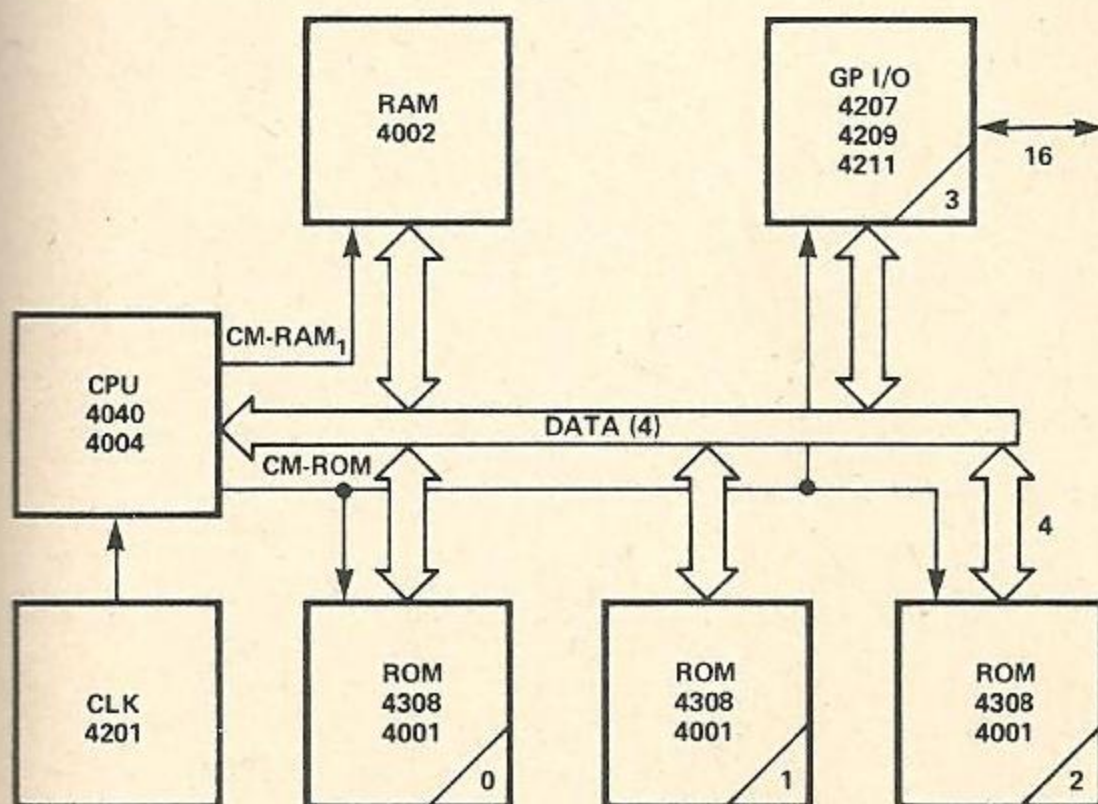 RAM
4002
GP I/O
4207
4209
4211
3
16
CPU
4040
4004
CM-RAM1
DATA (4)
CM-ROM
4
CLK
4201
ROM
4308
4001
0
ROM
4308
4001
1
ROM
4308
4001
2